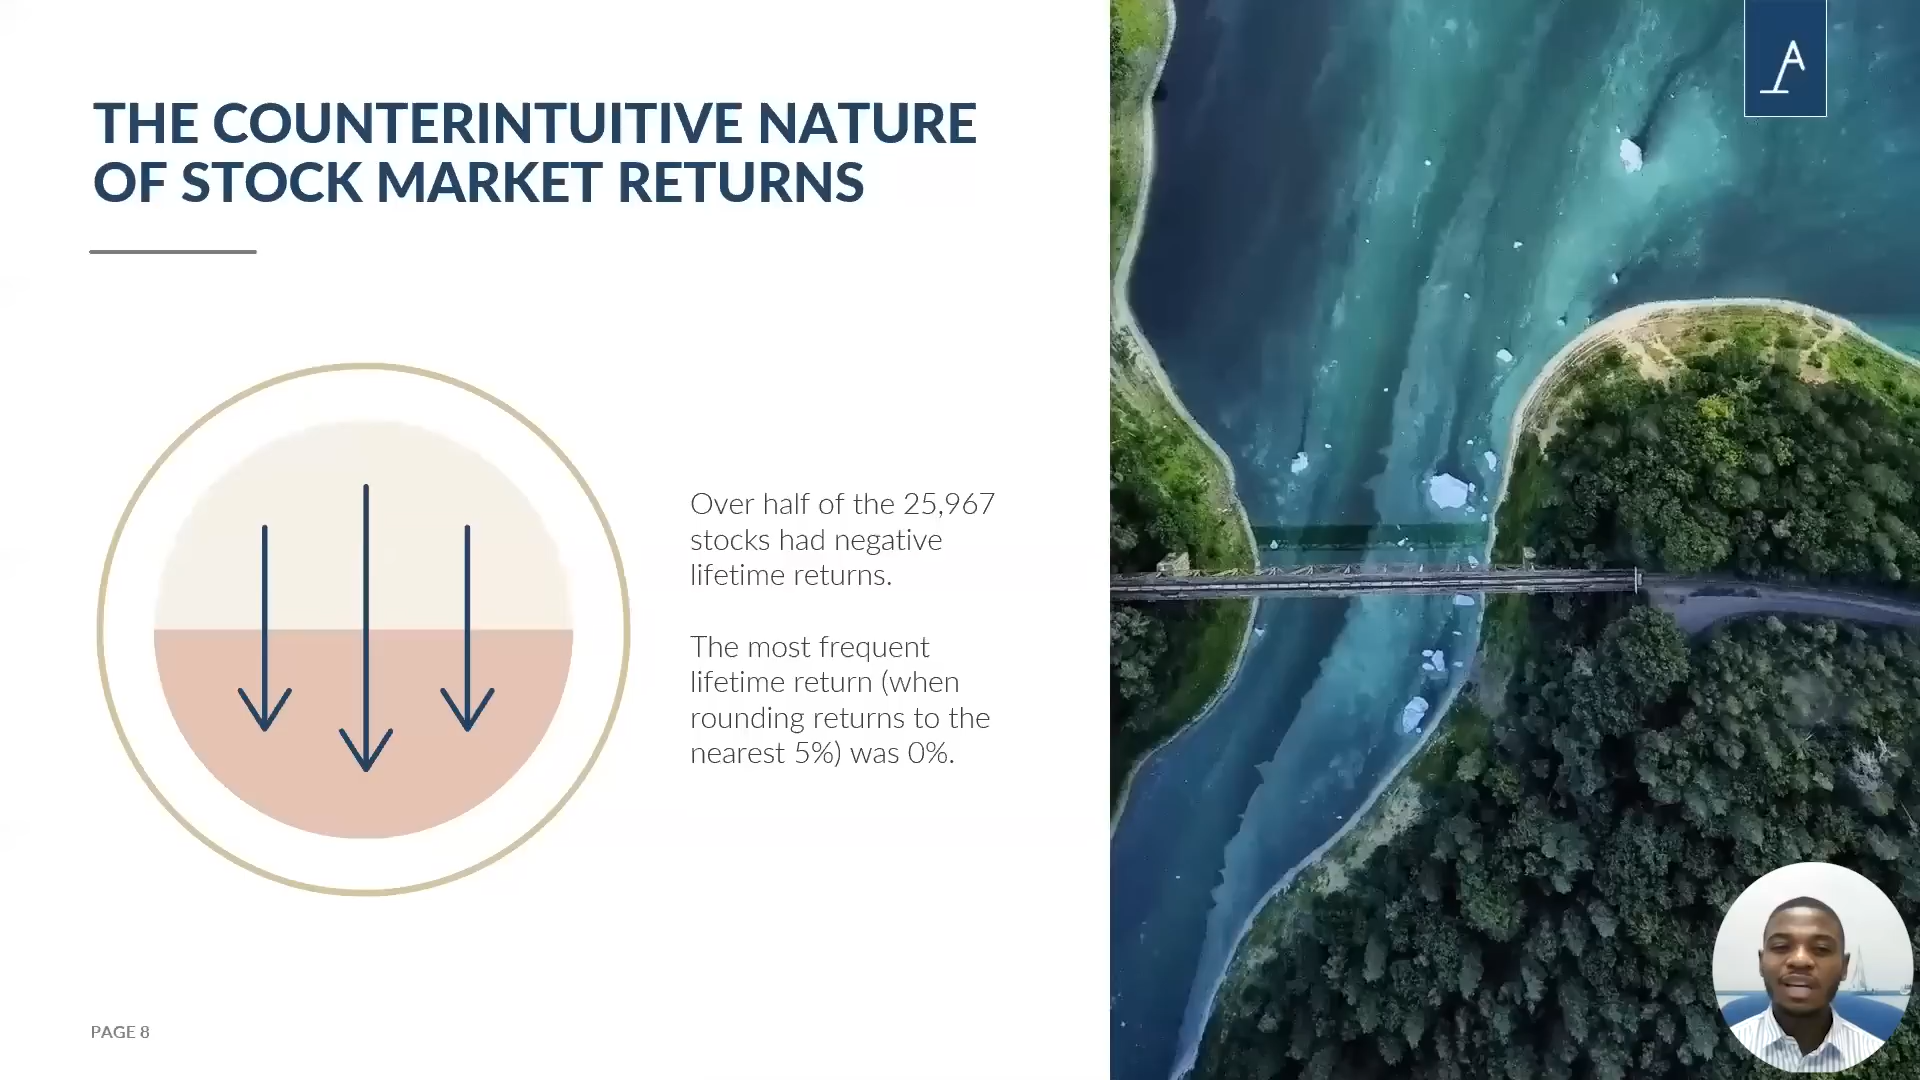 THE COUNTERINTUITIVE NATURE
OF STOCK MARKET RETURNS
Over half of the 25,967
stocks had negative
lifetime returns.
The most frequent
lifetime return (when
rounding returns to the
nearest 5%) was 0%.
PAGE 8
A